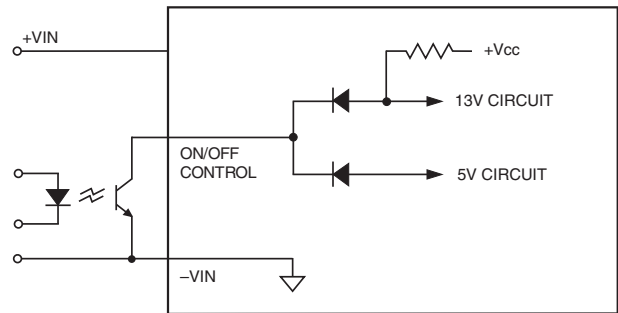 +VIN
+Vcc
13V CIRCUIT
ON/OFF
CONTROL
5V CIRCUIT
–VIN